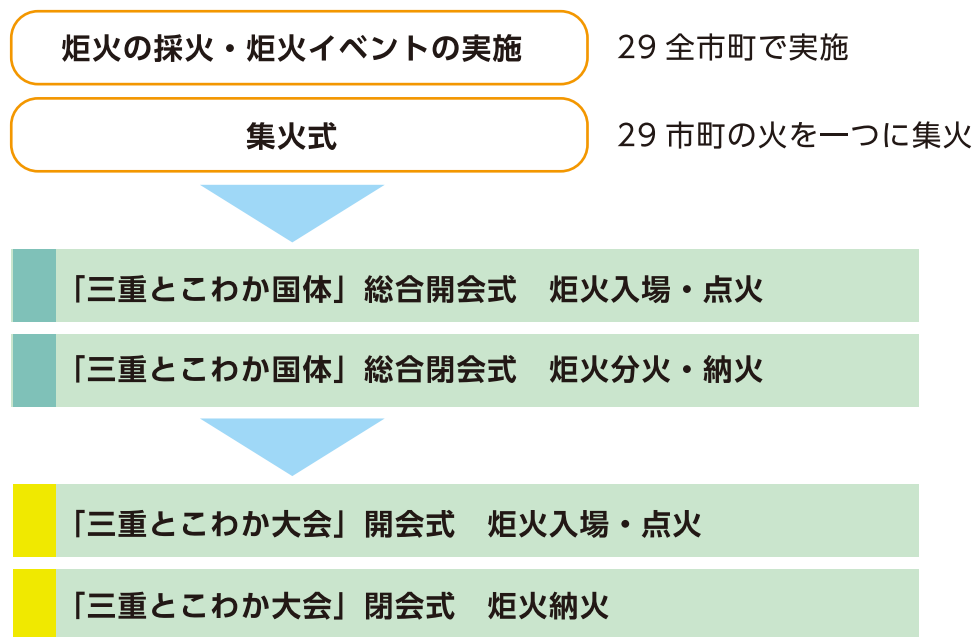 炬火の採火・炬火イベントの実施 29 全市町で実施
集火式 29 市町の火を一つに集火
「三重とこわか国体」総合開会式 炬火入場・点火
「三重とこわか国体」総合閉会式 炬火分火・納火
「三重とこわか大会」開会式 炬火入場・点火
「三重とこわか大会」閉会式 炬火納火